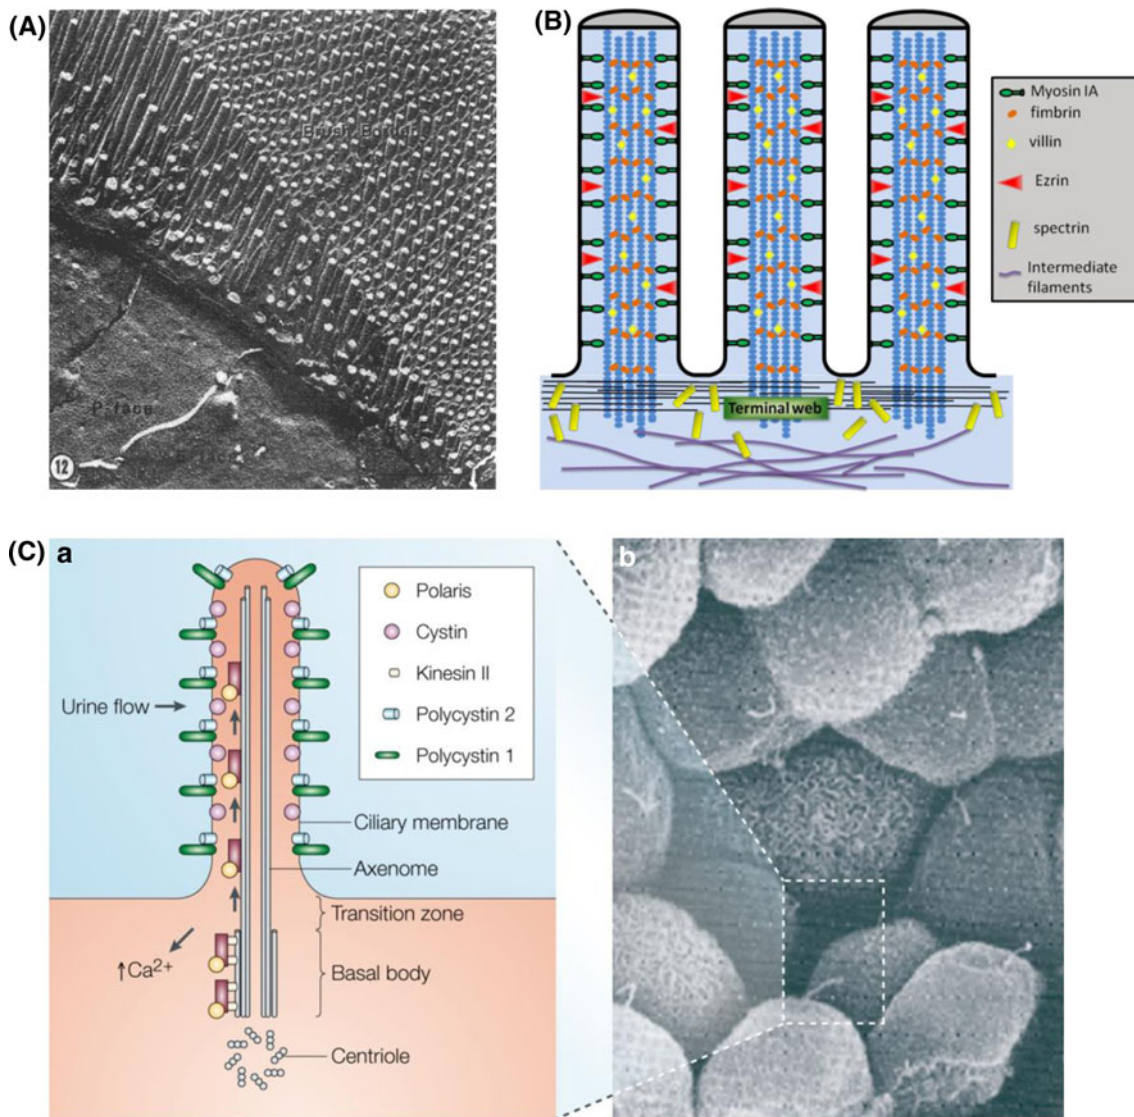 (A)
Brush Border
P-face
E-face
12
(B)
Myosin IA
fimbrin
villin
Ezrin
spectrin
Intermediate
filaments
Terminal web
(C) a
Polaris
Cystin
Kinesin II
Polycystin 2
Polycystin 1
Urine flow
Ciliary membrane
Axenome
Transition zone
Basal body
↑Ca²⁺
Centriole
b